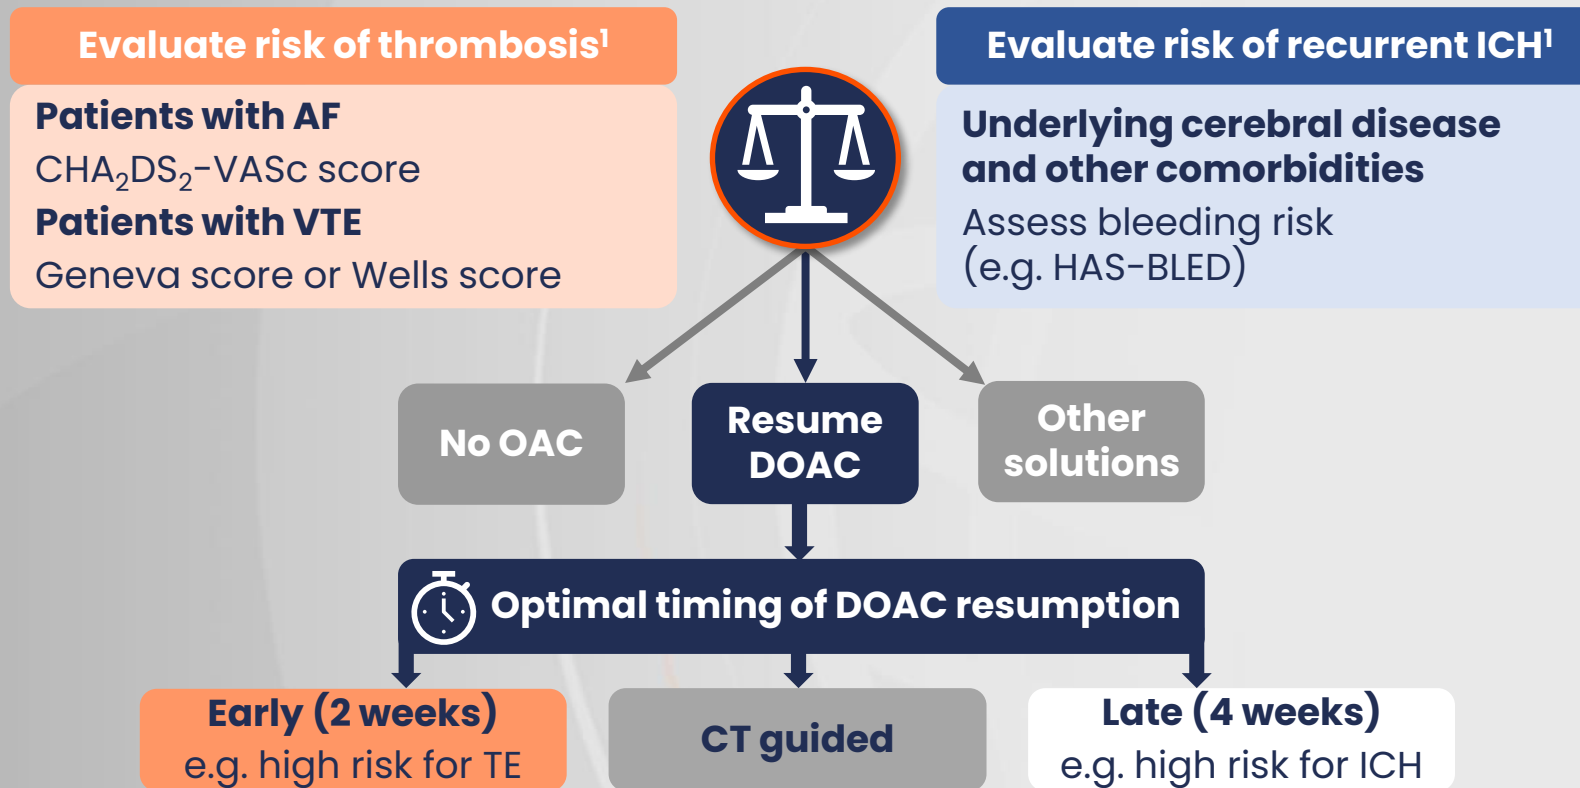 Evaluate risk of thrombosis¹
Patients with AF
CHA₂DS₂-VASc score
Patients with VTE
Geneva score or Wells score
Evaluate risk of recurrent ICH¹
Underlying cerebral disease
and other comorbidities
Assess bleeding risk
(e.g. HAS-BLED)
No OAC
Resume
DOAC
Other
solutions
Optimal timing of DOAC resumption
Early (2 weeks)
e.g. high risk for TE
CT guided
Late (4 weeks)
e.g. high risk for ICH